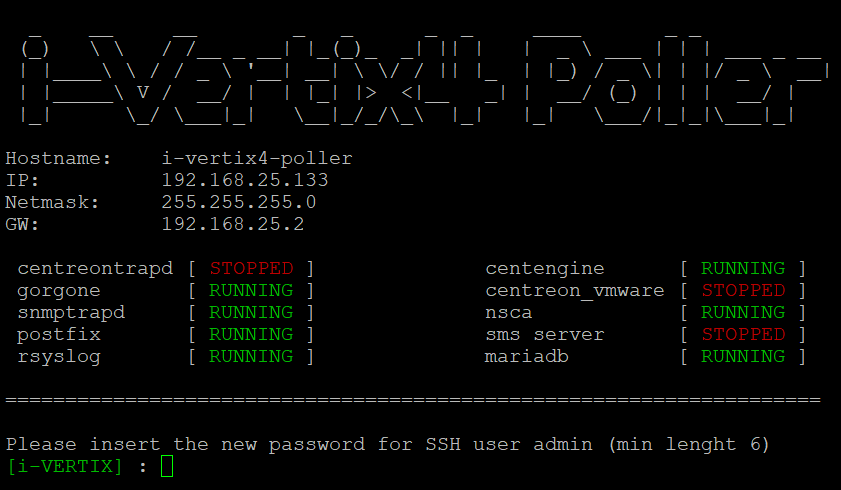 i-Vertix4 Poller
Hostname: i-vertix4-poller
IP: 192.168.25.133
Netmask: 255.255.255.0
GW: 192.168.25.2
centreontrapd [ STOPPED ] centengine [ RUNNING ]
gorgone [ RUNNING ] centreon_vmware [ STOPPED ]
snmptrapd [ RUNNING ] nsca [ RUNNING ]
postfix [ RUNNING ] sms server [ STOPPED ]
rsyslog [ RUNNING ] mariadb [ RUNNING ]
====================================================================
Please insert the new password for SSH user admin (min lenght 6)
[i-VERTIX] :